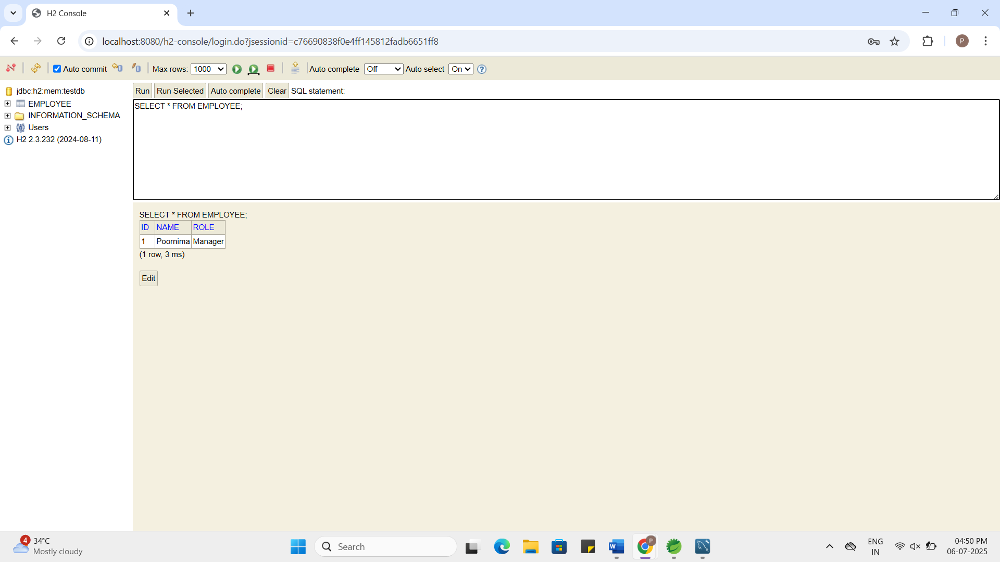 H2 Console
localhost:8080/h2-console/login.do?jsessionid=c76690838f0e4ff145812fadb6651ff8
P
Auto commit
Max rows: 1000
Auto complete Off
Auto select On
jdbc:h2:mem:testdb
EMPLOYEE
INFORMATION_SCHEMA
Users
H2 2.3.232 (2024-08-11)
Run Run Selected Auto complete Clear SQL statement:
SELECT * FROM EMPLOYEE;
SELECT * FROM EMPLOYEE;
ID NAME ROLE
1 Poornima Manager
(1 row, 3 ms)
Edit
4
34°C
Mostly cloudy
Search
W
P
ENG
IN
04:50 PM
06-07-2025